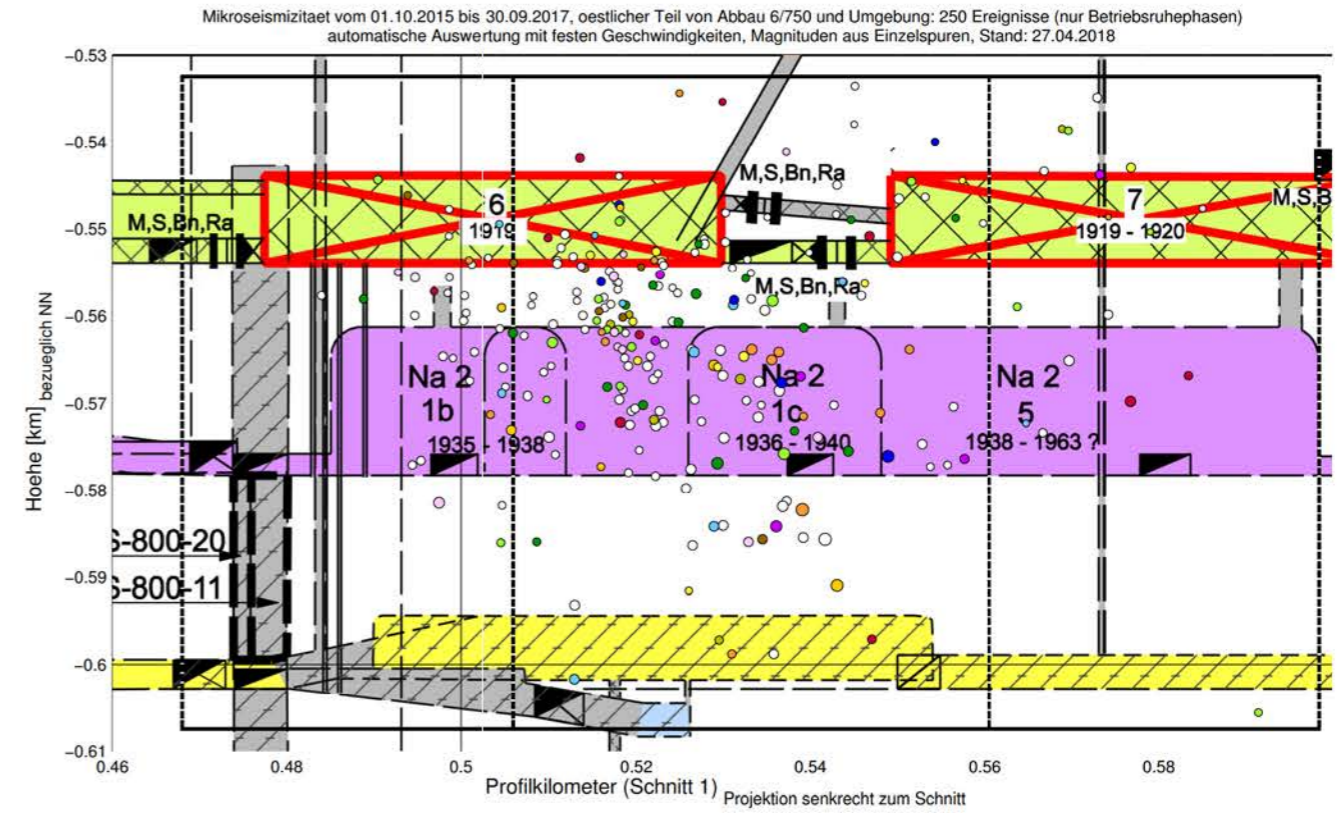 Mikroseismizitaet vom 01.10.2015 bis 30.09.2017, oestlicher Teil von Abbau 6/750 und Umgebung: 250 Ereignisse (nur Betriebsruhephasen)
automatische Auswertung mit festen Geschwindigkeiten, Magnituden aus Einzelspuren, Stand: 27.04.2018
−0.53
−0.54
−0.55
−0.56
−0.57
−0.58
−0.59
−0.6
−0.61
Hoehe [km] bezueglich NN
M,S,Bn,Ra
6
1919
M,S,Bn,Ra
M,S,Bn,Ra
7
1919 - 1920
M,S,B
Na 2
1b
1935 - 1938
Na 2
1c
1936 - 1940
Na 2
5
1938 - 1963 ?
S-800-20
S-800-11
0.46
0.48
0.5
0.52
0.54
0.56
0.58
Profilkilometer (Schnitt 1) Projektion senkrecht zum Schnitt